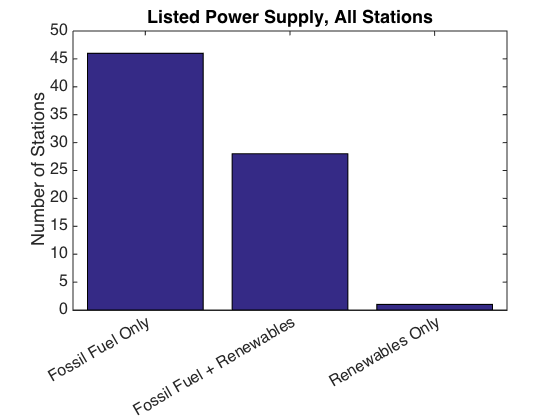 Listed Power Supply, All Stations
Number of Stations
50
45
40
35
30
25
20
15
10
5
0
Fossil Fuel Only
Fossil Fuel + Renewables
Renewables Only